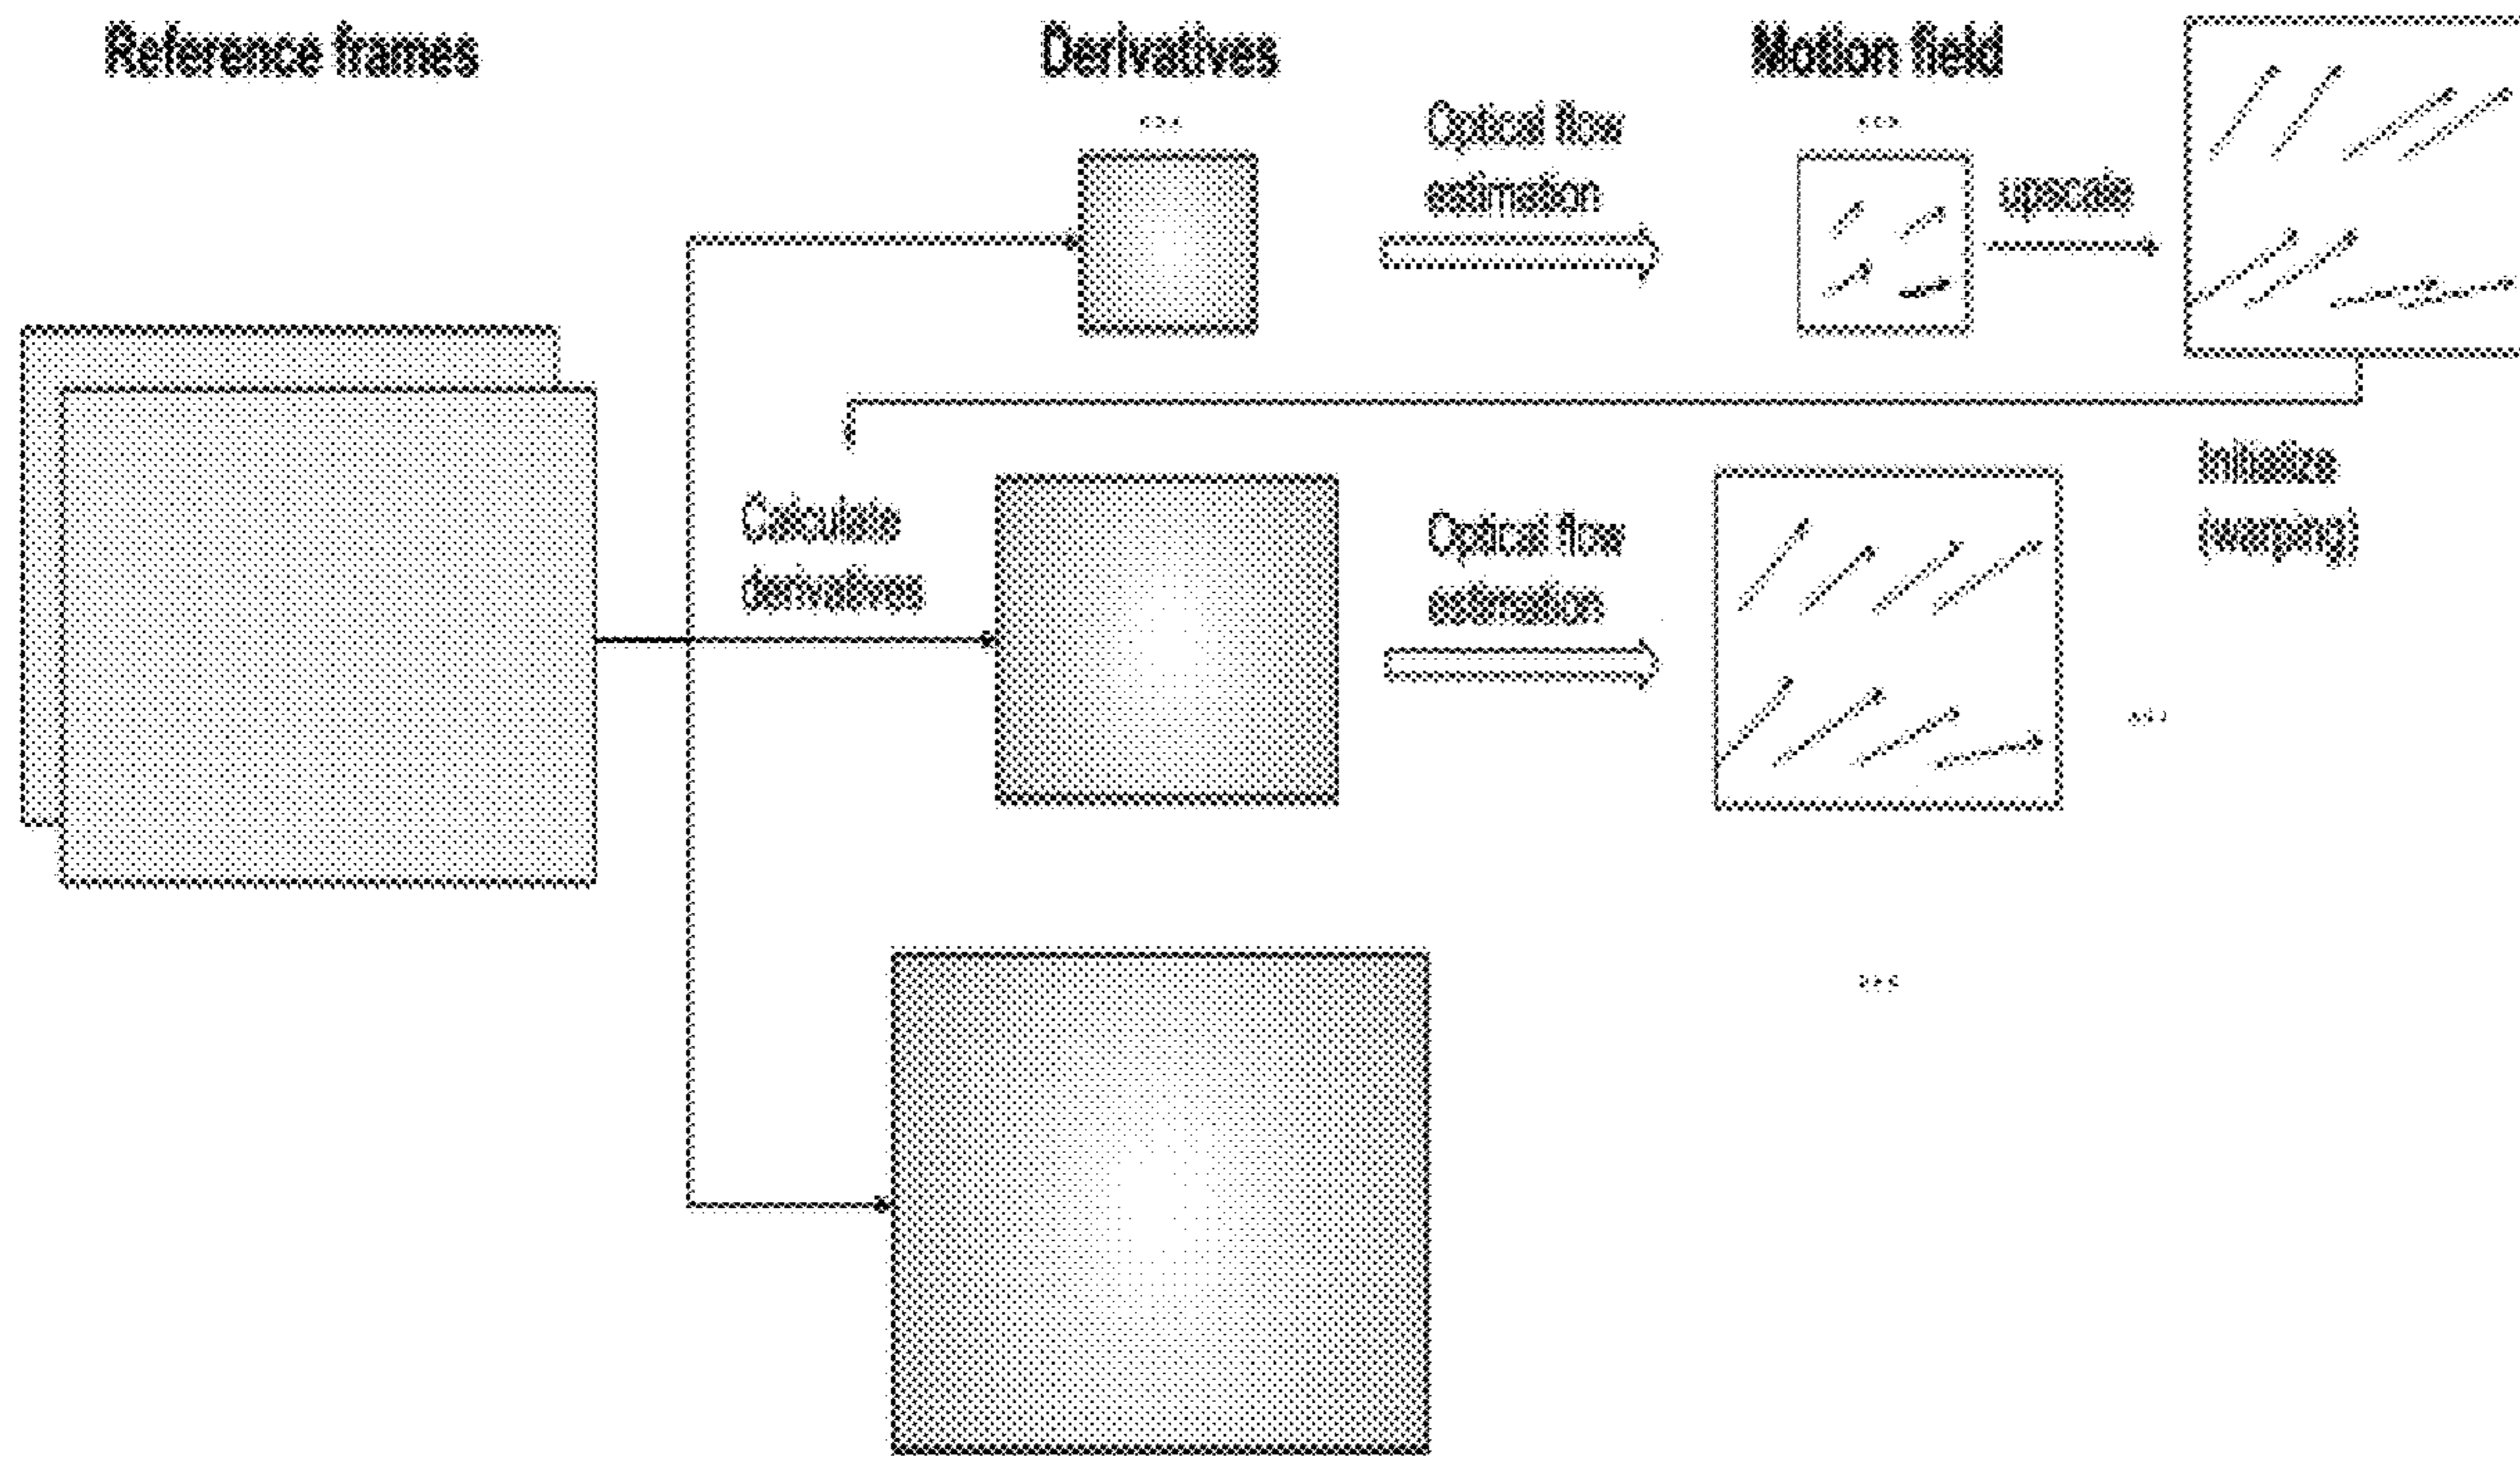 Reference frames
Derivatives
Motion field
...
Optical flow
estimation
...
upscale
Calculate
derivatives
Optical flow
estimation
Initialize
(warping)
...
...